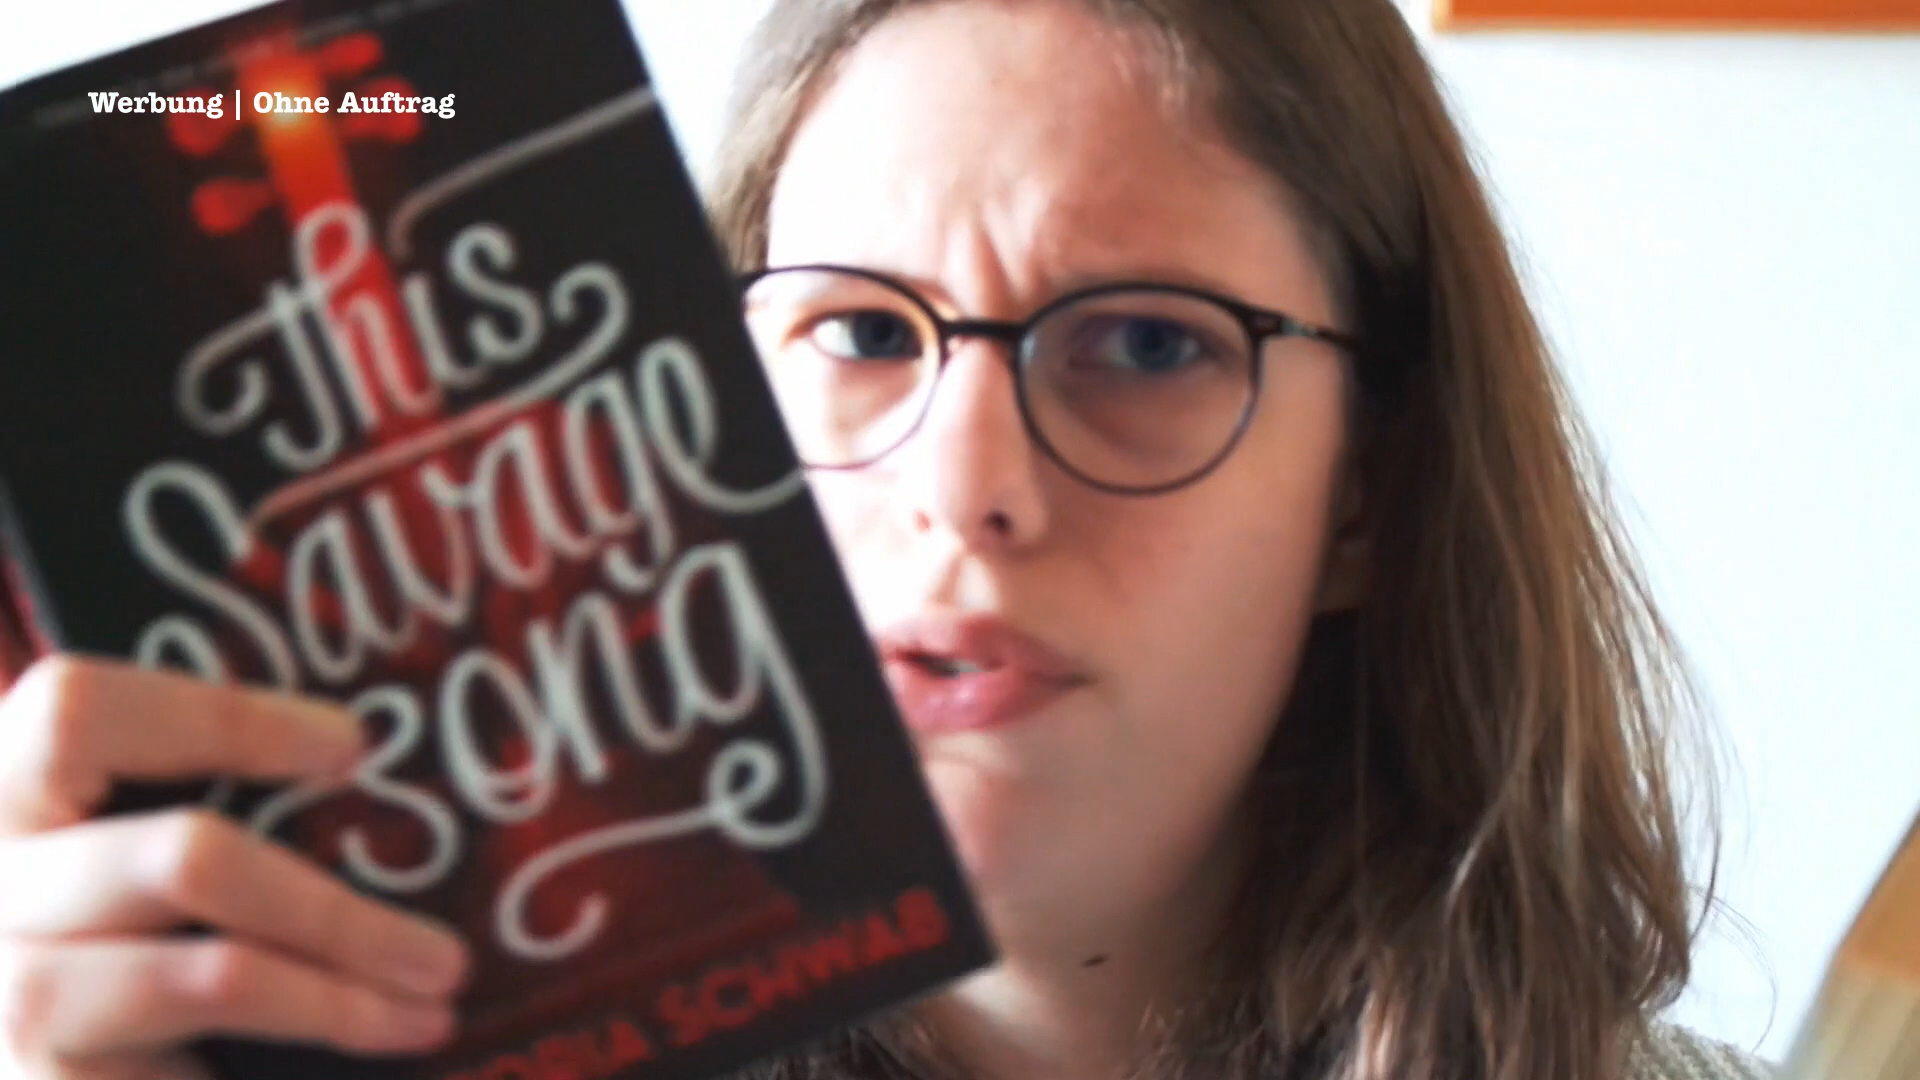 Werbung | Ohne Auftrag
This
Savage
Song
SCHWAB